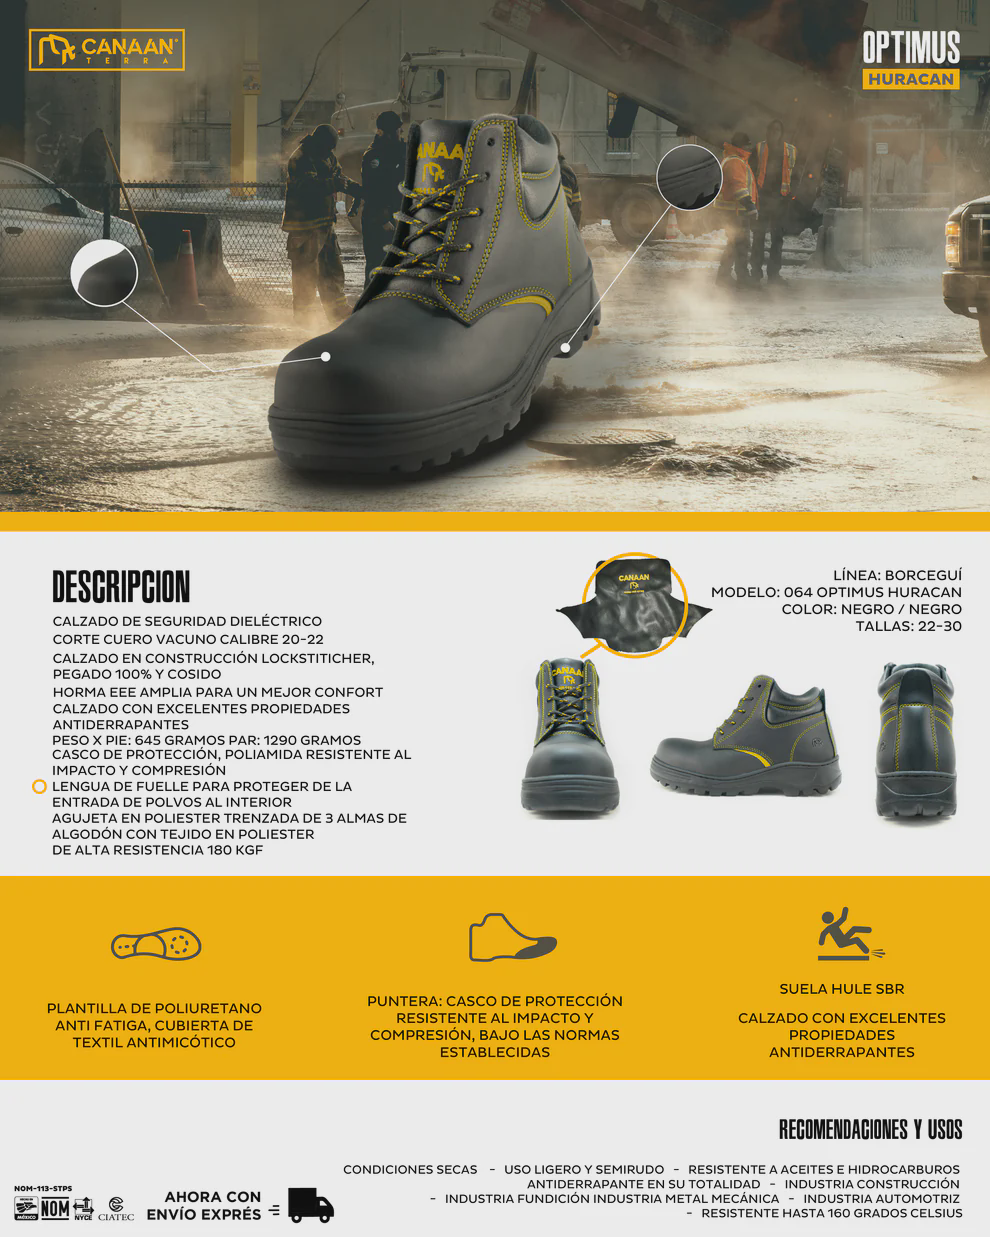 CANAAN®
TERRA
OPTIMUS
HURACAN
DESCRIPCION
CALZADO DE SEGURIDAD DIELÉCTRICO
CORTE CUERO VACUNO CALIBRE 20-22
CALZADO EN CONSTRUCCIÓN LOCKSTITICHER,
PEGADO 100% Y COSIDO
HORMA EEE AMPLIA PARA UN MEJOR CONFORT
CALZADO CON EXCELENTES PROPIEDADES
ANTIDERRAPANTES
PESO X PIE: 645 GRAMOS PAR: 1290 GRAMOS
CASCO DE PROTECCIÓN, POLIAMIDA RESISTENTE AL
IMPACTO Y COMPRESIÓN
LENGUA DE FUELLE PARA PROTEGER DE LA
ENTRADA DE POLVOS AL INTERIOR
AGUJETA EN POLIESTER TRENZADA DE 3 ALMAS DE
ALGODÓN CON TEJIDO EN POLIESTER
DE ALTA RESISTENCIA 180 KGF
CANAAN
LÍNEA: BORCEGUÍ
MODELO: 064 OPTIMUS HURACAN
COLOR: NEGRO / NEGRO
TALLAS: 22-30
CANAAN
PLANTILLA DE POLIURETANO
ANTI FATIGA, CUBIERTA DE
TEXTIL ANTIMICÓTICO
PUNTERA: CASCO DE PROTECCIÓN
RESISTENTE AL IMPACTO Y
COMPRESIÓN, BAJO LAS NORMAS
ESTABLECIDAS
SUELA HULE SBR
CALZADO CON EXCELENTES
PROPIEDADES
ANTIDERRAPANTES
RECOMENDACIONES Y USOS
CONDICIONES SECAS - USO LIGERO Y SEMIRUDO - RESISTENTE A ACEITES E HIDROCARBUROS
ANTIDERRAPANTE EN SU TOTALIDAD - INDUSTRIA CONSTRUCCIÓN
- INDUSTRIA FUNDICIÓN INDUSTRIA METAL MECÁNICA - INDUSTRIA AUTOMOTRIZ
- RESISTENTE HASTA 160 GRADOS CELSIUS
NOM-113-STPS
MÉXICO
NOM
NYCE
CIATEC
AHORA CON
ENVÍO EXPRÉS